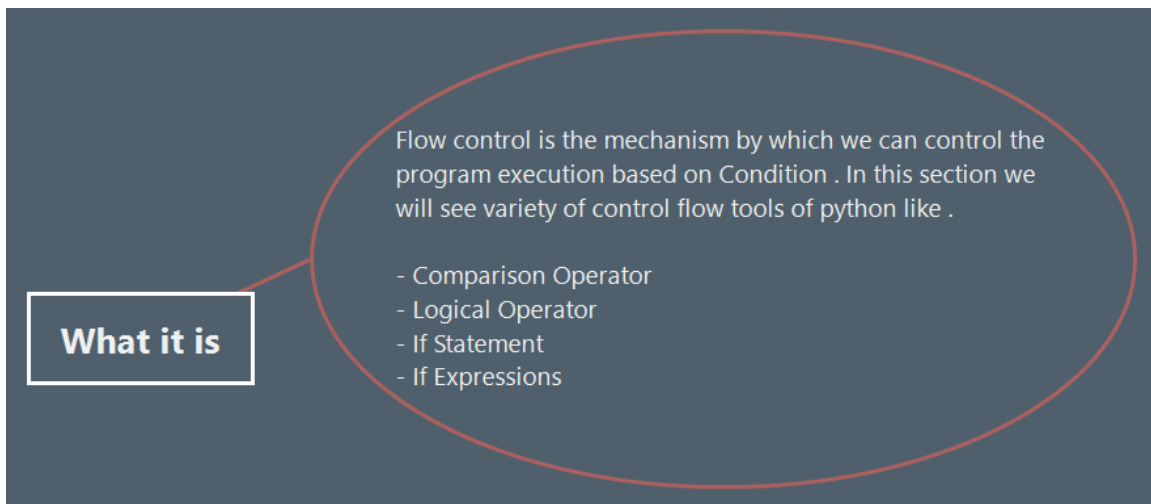 What it is
Flow control is the mechanism by which we can control the
program execution based on Condition . In this section we
will see variety of control flow tools of python like .
- Comparison Operator
- Logical Operator
- If Statement
- If Expressions